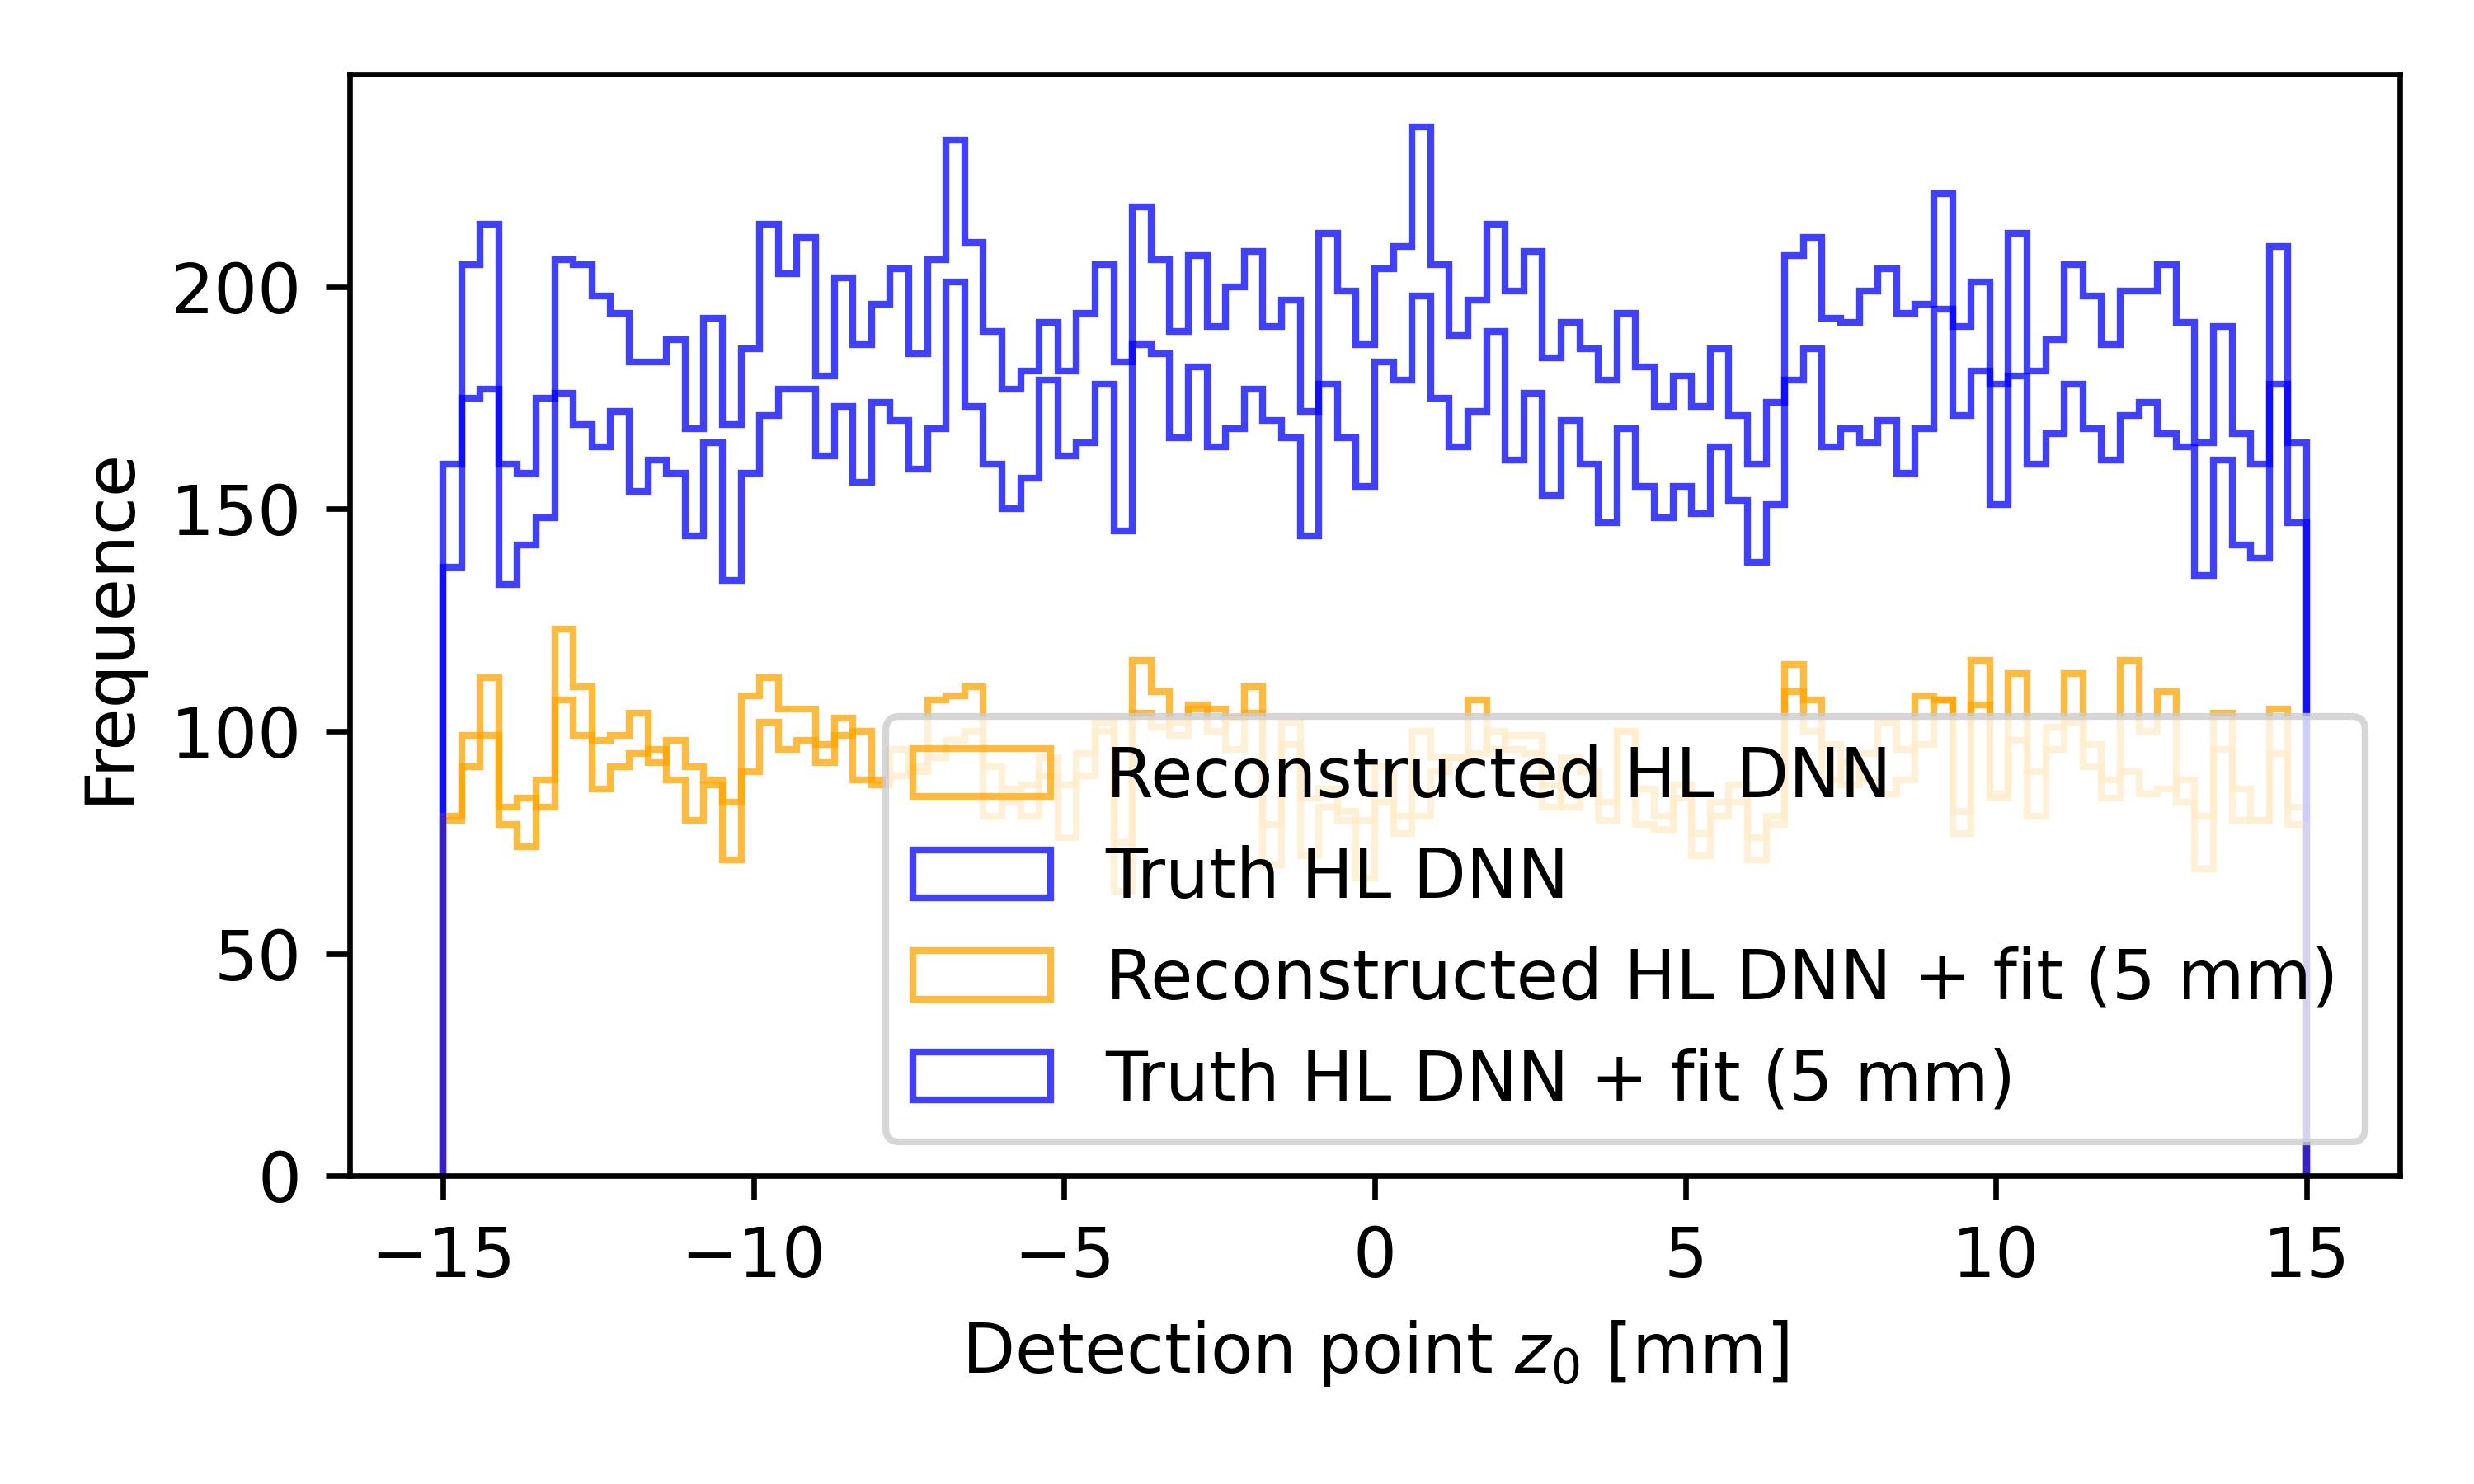 Frequence
200
150
100
50
0
Reconstructed HL DNN
Truth HL DNN
Reconstructed HL DNN + fit (5 mm)
Truth HL DNN + fit (5 mm)
−15 −10 −5 0 5 10 15
Detection point z₀ [mm]